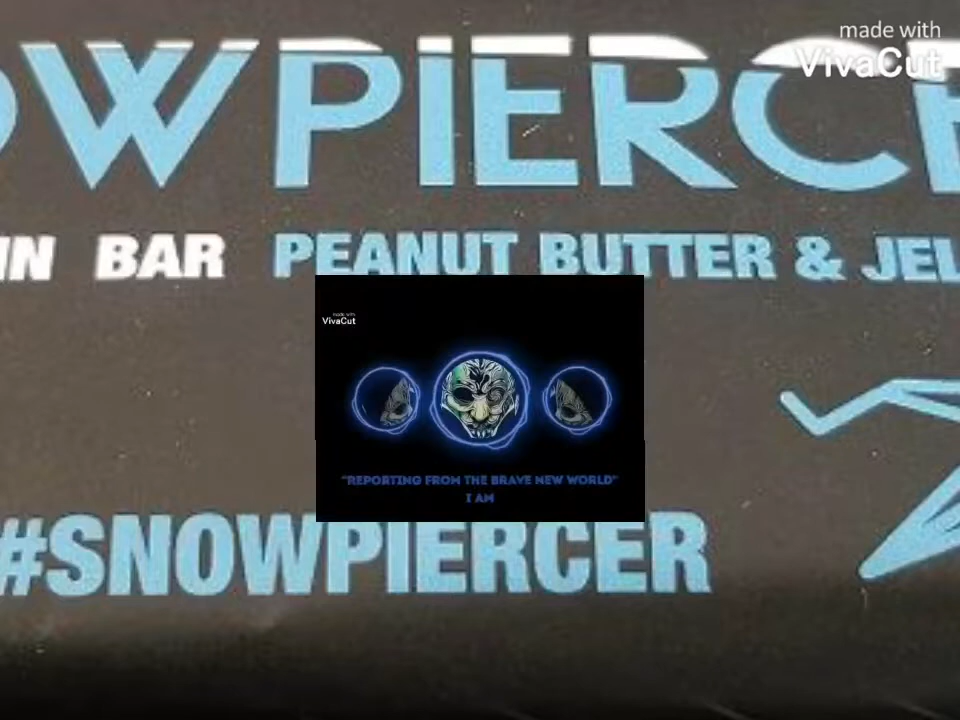 made with
VivaCut
OWPIERCE
IN BAR PEANUT BUTTER & JEL
made with
VivaCut
"REPORTING FROM THE BRAVE NEW WORLD"
I AM
#SNOWPIERCER